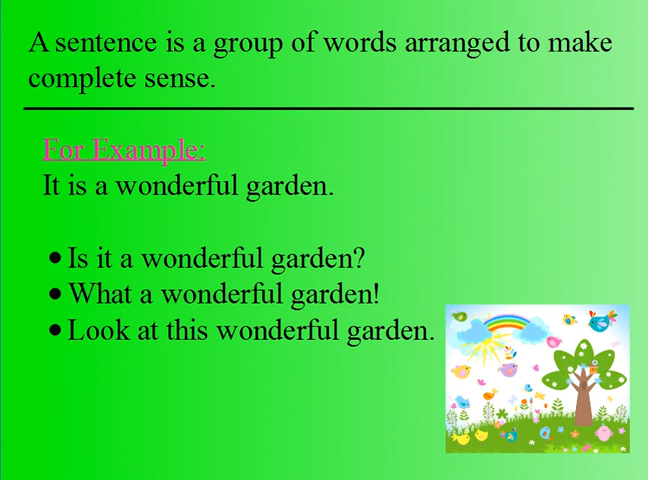 A sentence is a group of words arranged to make
complete sense.
For Example:
It is a wonderful garden.
• Is it a wonderful garden?
• What a wonderful garden!
• Look at this wonderful garden.